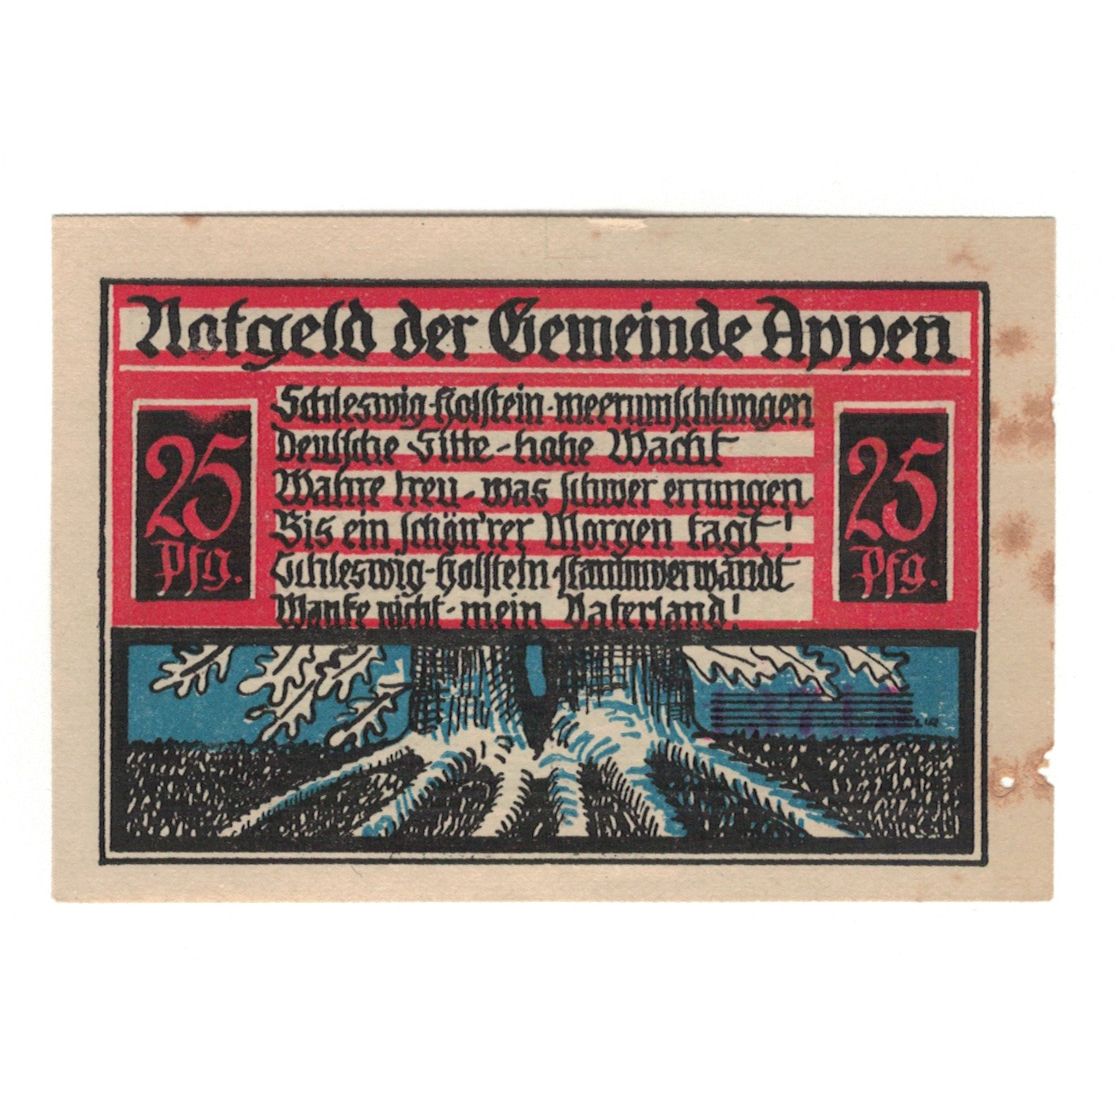 Notgeld der Gemeinde Appen
25 Pfg.
Schleswig-Holstein-meerumschlungen
Deutsche Sitte-hohe Wacht
Wahre treu-was schwer errungen
Bis ein schön'rer Morgen tagt!
Schleswig-Holstein-stammverwandt
Wanke nicht-mein Vaterland!
25 Pfg.